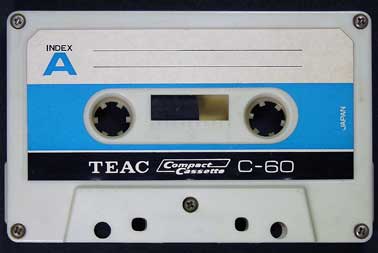 INDEX
A
JAPAN
TEAC Compact Cassette C-60